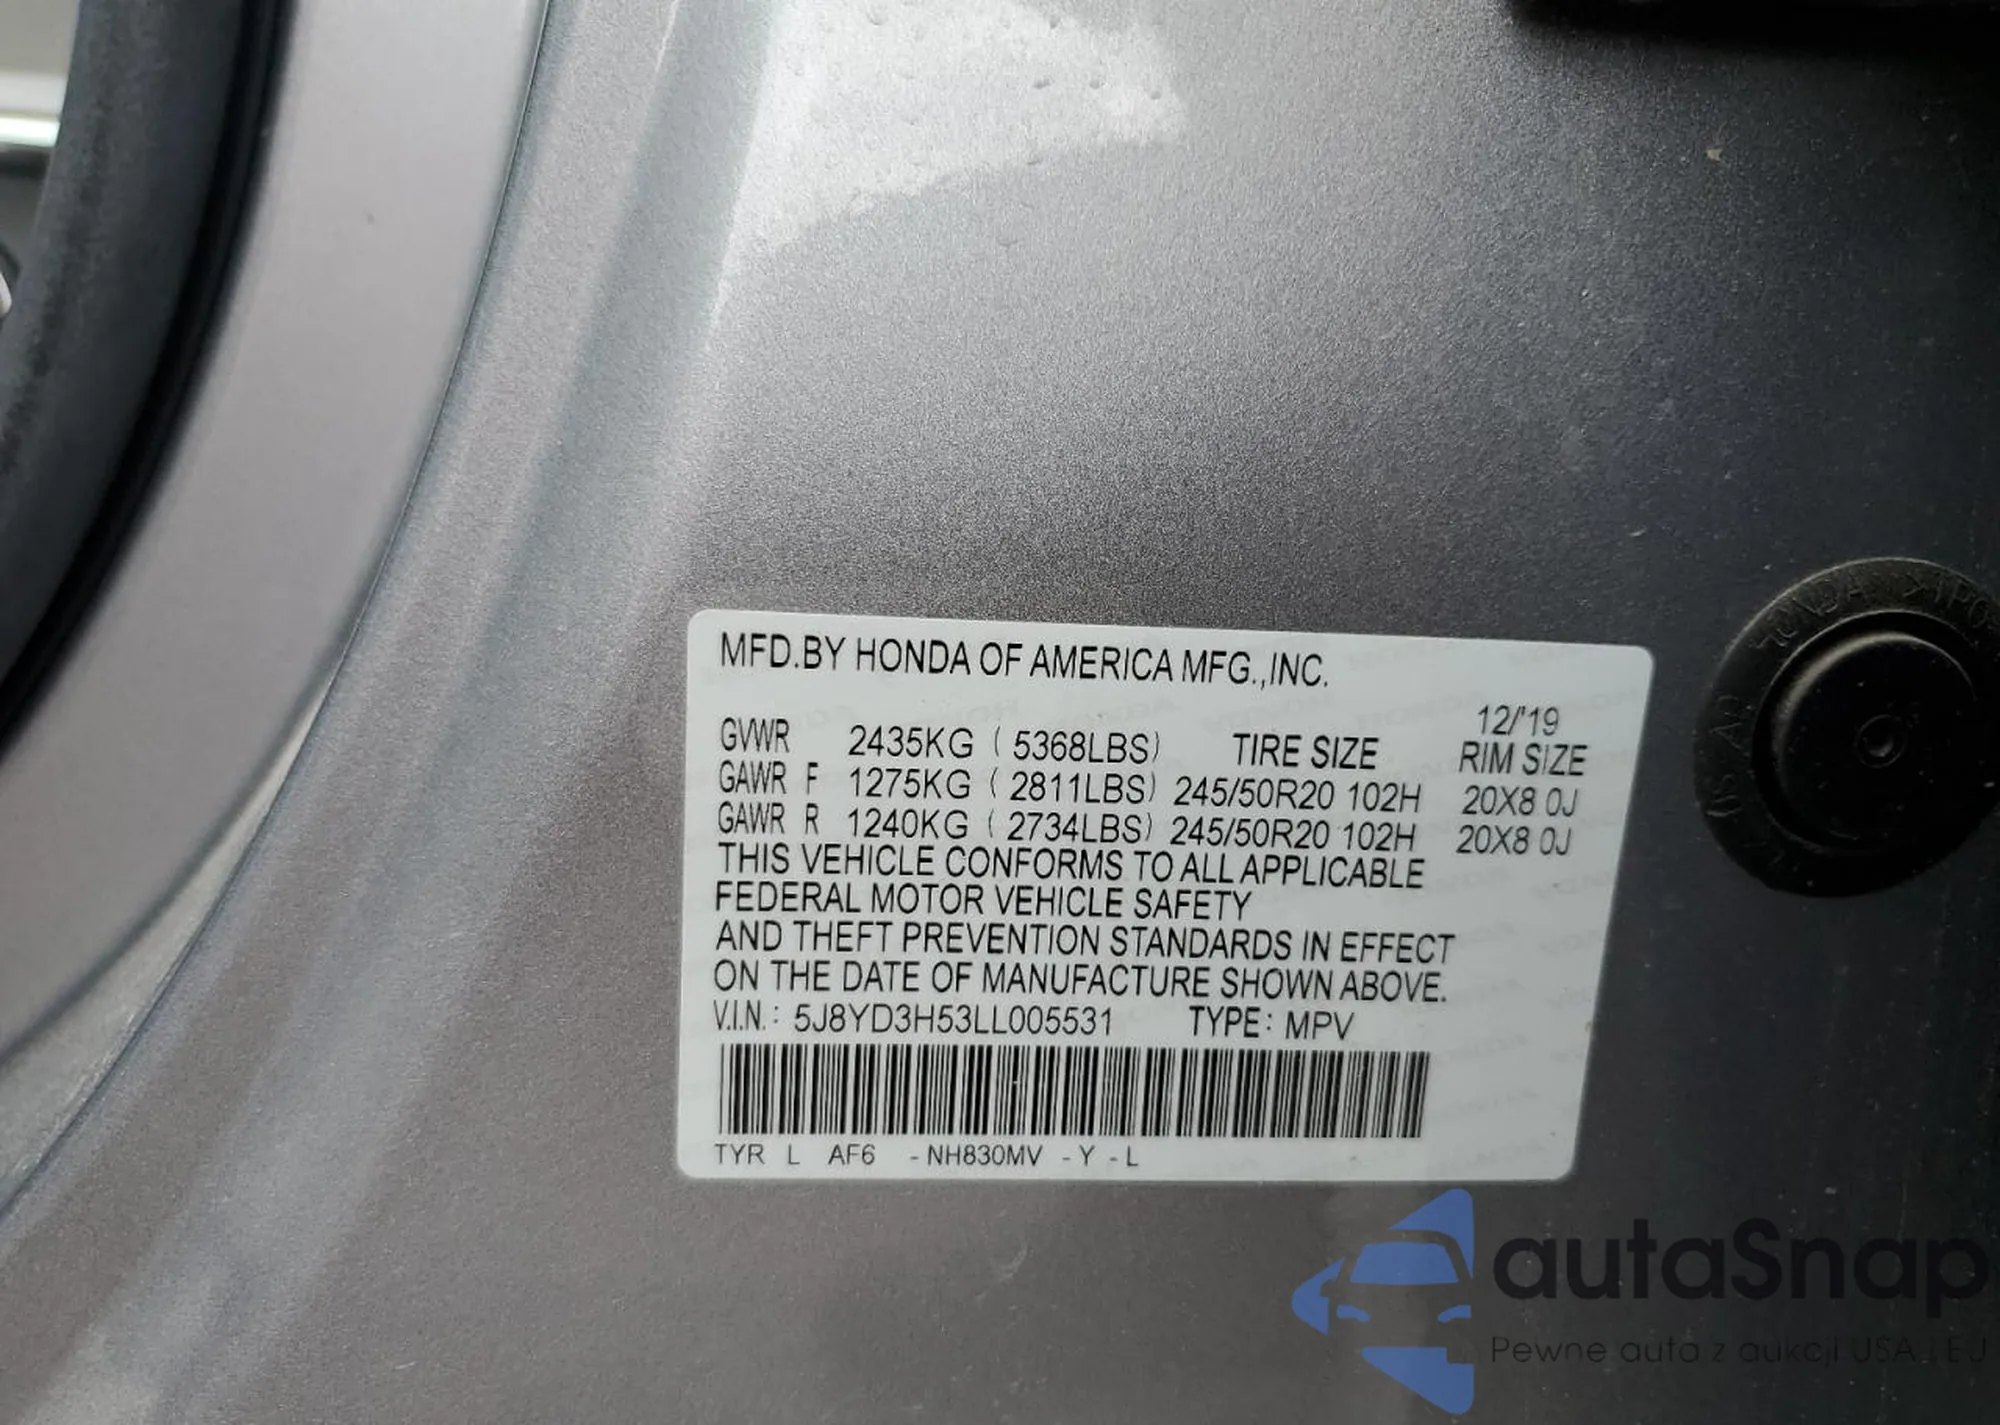 MFD.BY HONDA OF AMERICA MFG.,INC.
12/'19
GVWR 2435KG ( 5368LBS) TIRE SIZE RIM SIZE
GAWR F 1275KG ( 2811LBS) 245/50R20 102H 20X8 0J
GAWR R 1240KG ( 2734LBS) 245/50R20 102H 20X8 0J
THIS VEHICLE CONFORMS TO ALL APPLICABLE
FEDERAL MOTOR VEHICLE SAFETY
AND THEFT PREVENTION STANDARDS IN EFFECT
ON THE DATE OF MANUFACTURE SHOWN ABOVE.
V.I.N.: 5J8YD3H53LL005531 TYPE: MPV
TYR L AF6 -NH830MV -Y -L
HONDA
autaSnap
Pewne auta z aukcji USA i EU